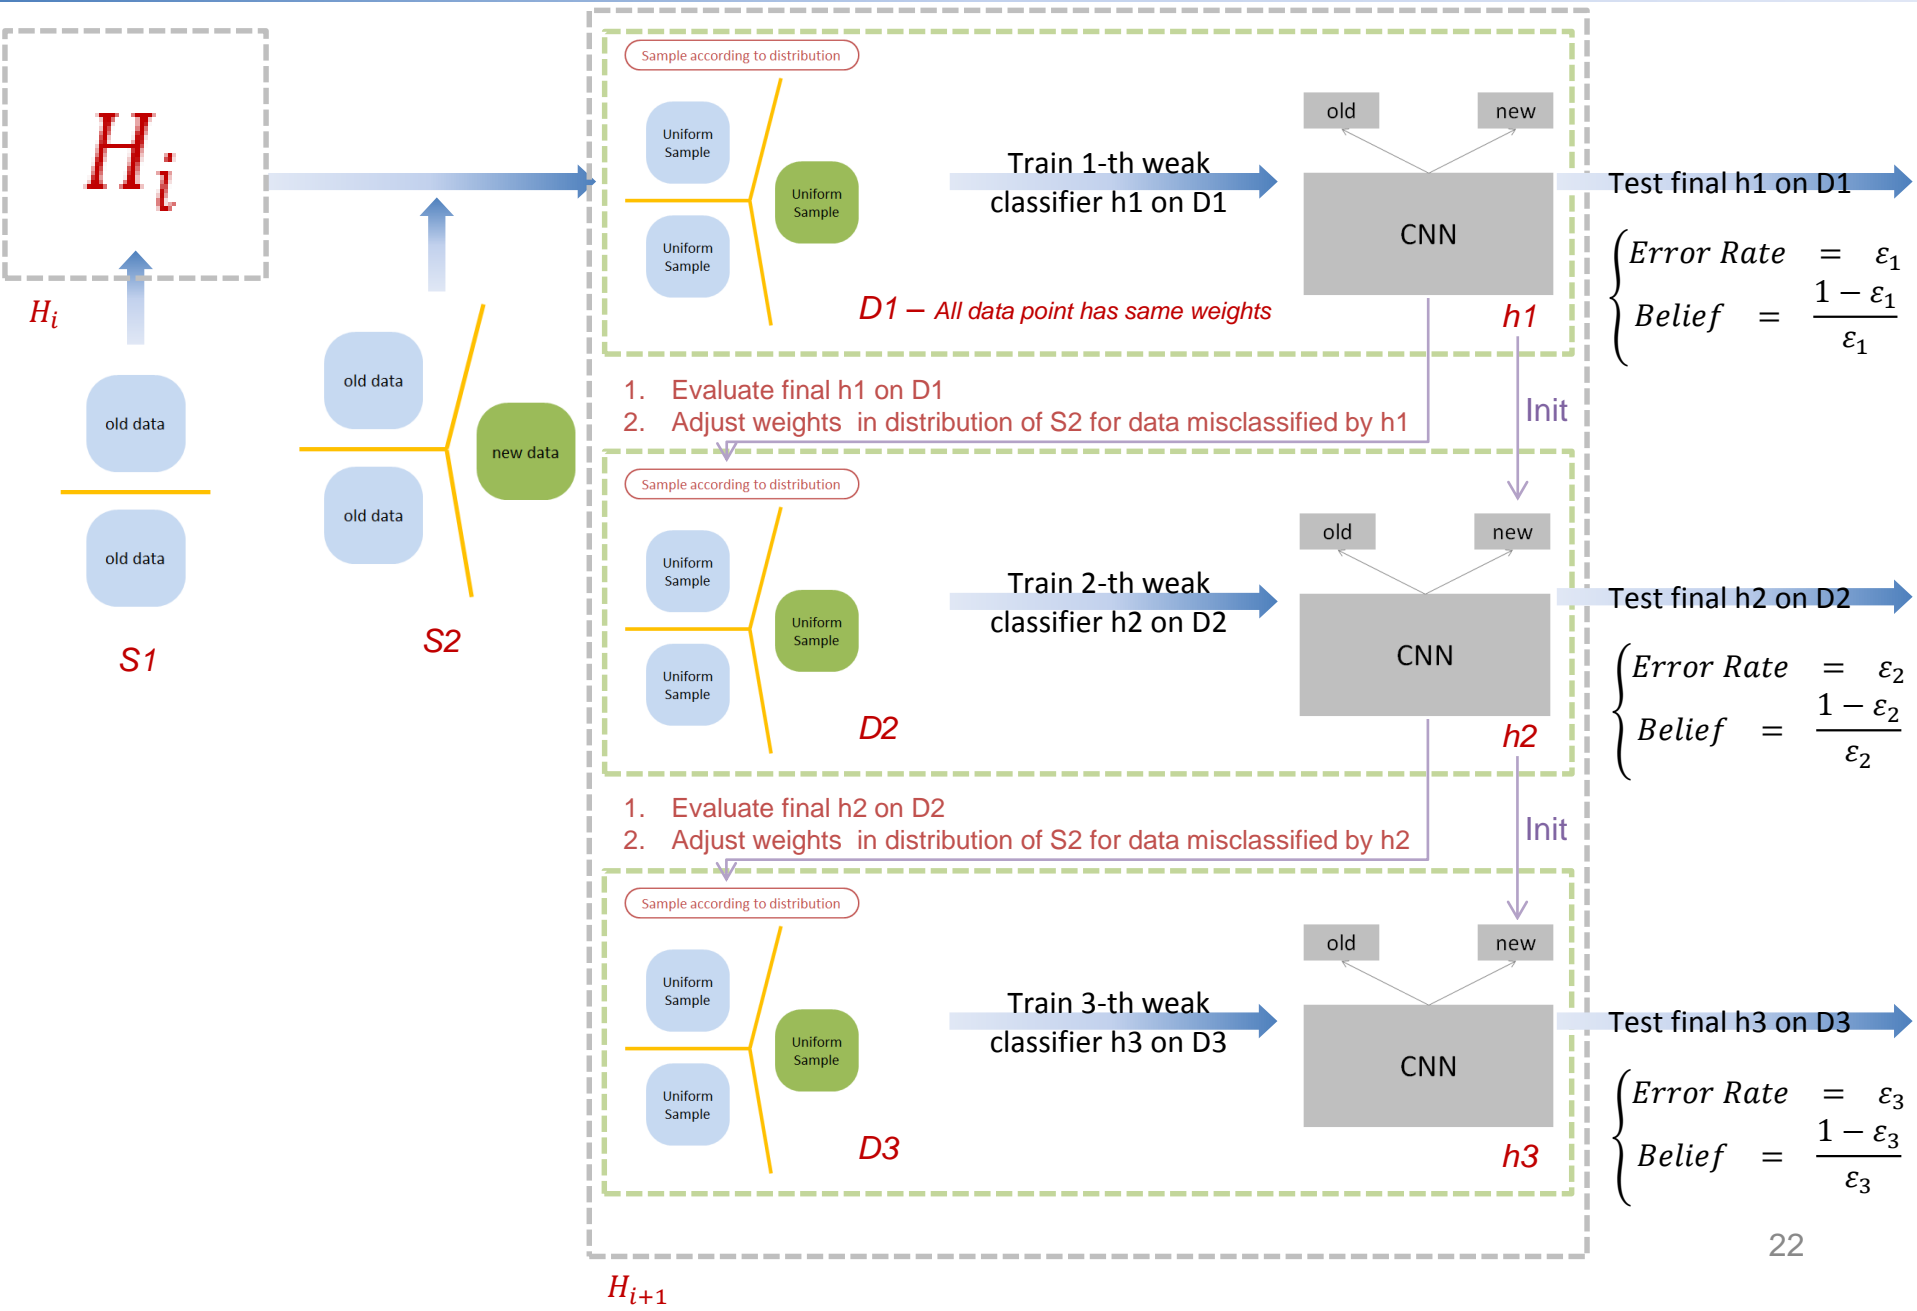 H_i
H_i
old data
old data
S1
old data
old data
new data
S2
Sample according to distribution
Uniform
Sample
Uniform
Sample
Uniform
Sample
D1 – All data point has same weights
Train 1-th weak
classifier h1 on D1
old
new
CNN
h1
Test final h1 on D1
Error Rate = ε₁
Belief = (1 − ε₁)/ε₁
1. Evaluate final h1 on D1
2. Adjust weights in distribution of S2 for data misclassified by h1
Init
Sample according to distribution
Uniform
Sample
Uniform
Sample
Uniform
Sample
D2
Train 2-th weak
classifier h2 on D2
old
new
CNN
h2
Test final h2 on D2
Error Rate = ε₂
Belief = (1 − ε₂)/ε₂
1. Evaluate final h2 on D2
2. Adjust weights in distribution of S2 for data misclassified by h2
Init
Sample according to distribution
Uniform
Sample
Uniform
Sample
Uniform
Sample
D3
Train 3-th weak
classifier h3 on D3
old
new
CNN
h3
Test final h3 on D3
Error Rate = ε₃
Belief = (1 − ε₃)/ε₃
22
H_{i+1}